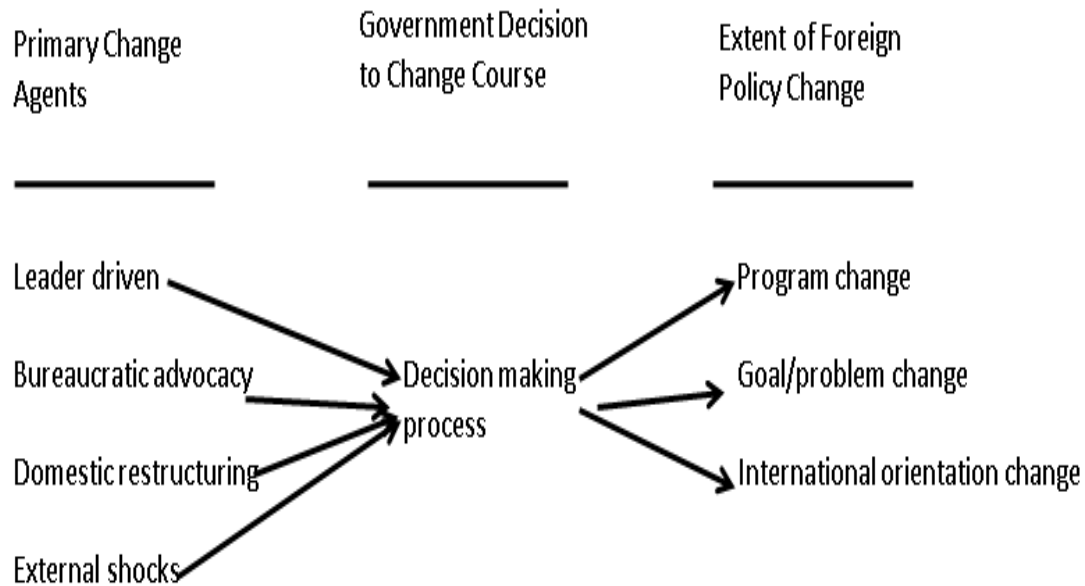 Primary Change
Agents
Government Decision
to Change Course
Extent of Foreign
Policy Change
Leader driven
Bureaucratic advocacy
Domestic restructuring
External shocks
Decision making
process
Program change
Goal/problem change
International orientation change